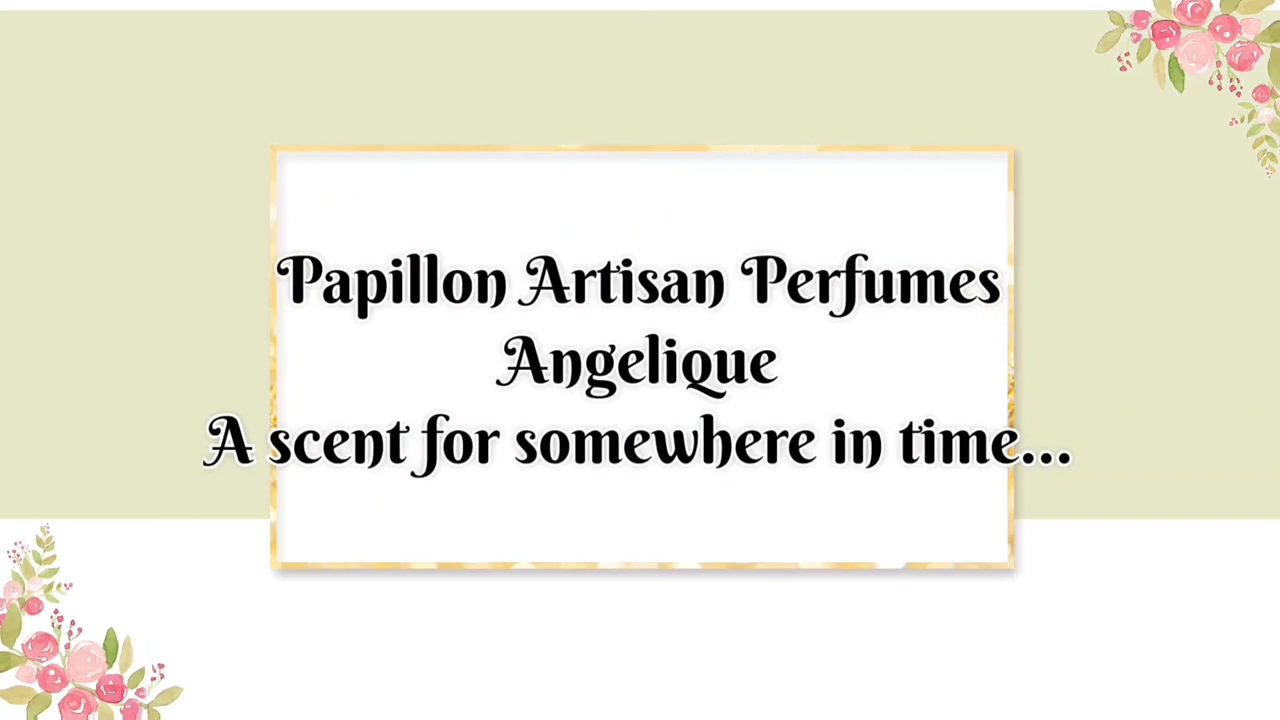 Papillon Artisan Perfumes
Angelique
A scent for somewhere in time...